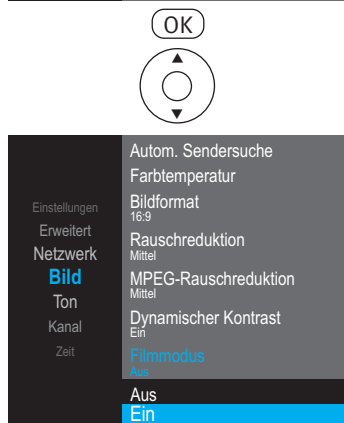 OK
Einstellungen
Erweitert
Netzwerk
Bild
Ton
Kanal
Zeit
Autom. Sendersuche
Farbtemperatur
Bildformat
16:9
Rauschreduktion
Mittel
MPEG-Rauschreduktion
Mittel
Dynamischer Kontrast
Ein
Filmmodus
Aus
Aus
Ein